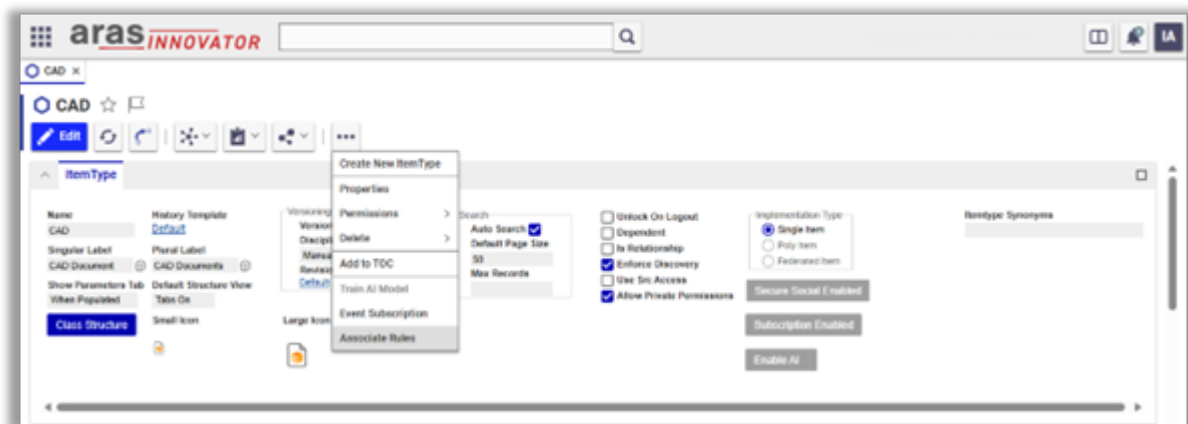 aras INNOVATOR
IA
CAD ×
CAD
Edit
ItemType
Create New ItemType
Properties
Permissions
Delete
Add to TOC
Train AI Model
Event Subscription
Associate Rules
Name
CAD
History Template
Default
Singular Label
CAD Document
Plural Label
CAD Documents
Show Parameters Tab
When Populated
Default Structure View
Tabs On
Class Structure
Small Icon
Large Icon
Versioning
Search
Auto Search
Default Page Size
50
Max Records
Unlock On Logout
Dependent
Is Relationship
Enforce Discovery
Use Src Access
Allow Private Permissions
Implementation Type
Single Item
Poly Item
Federated Item
Secure Social Enabled
Subscription Enabled
Enable AI
Itemtype Synonyms